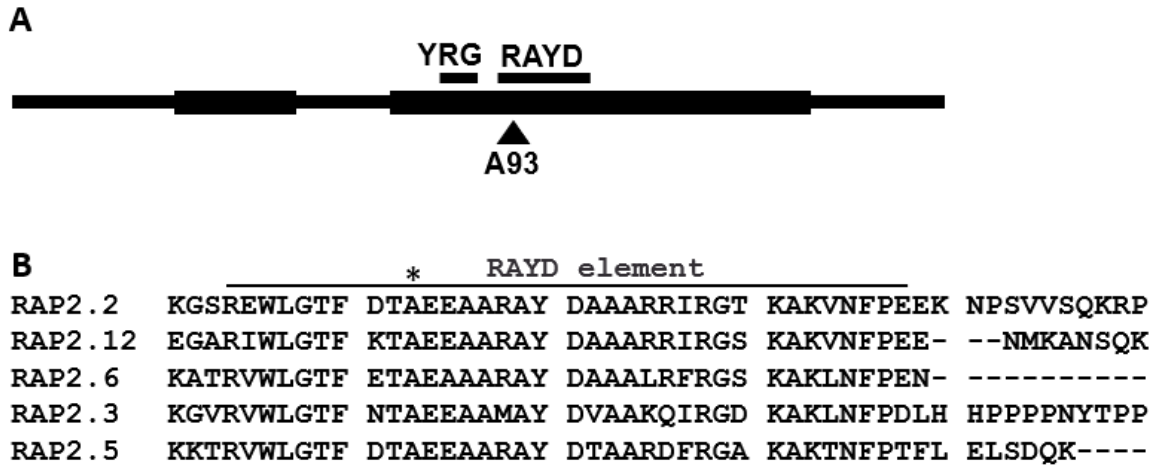 A
YRG RAYD
A93
B
* RAYD element
RAP2.2 KGSREWLGTF DTAEEAARAY DAAARRIRGT KAKVNFPEEK NPSVVSQKRP
RAP2.12 EGARIWLGTF KTAEEAARAY DAAARRIRGS KAKVNFPEE- --NMKANSQK
RAP2.6 KATRVWLGTF ETAEAAARAY DAAALRFRGS KAKLNFPEN- ----------
RAP2.3 KGVRVWLGTF NTAEEAAMAY DVAAKQIRGD KAKLNFPDLH HPPPPNYTPP
RAP2.5 KKTRVWLGTF DTAEEAARAY DTAARDFRGA KAKTNFPTFL ELSDQK----